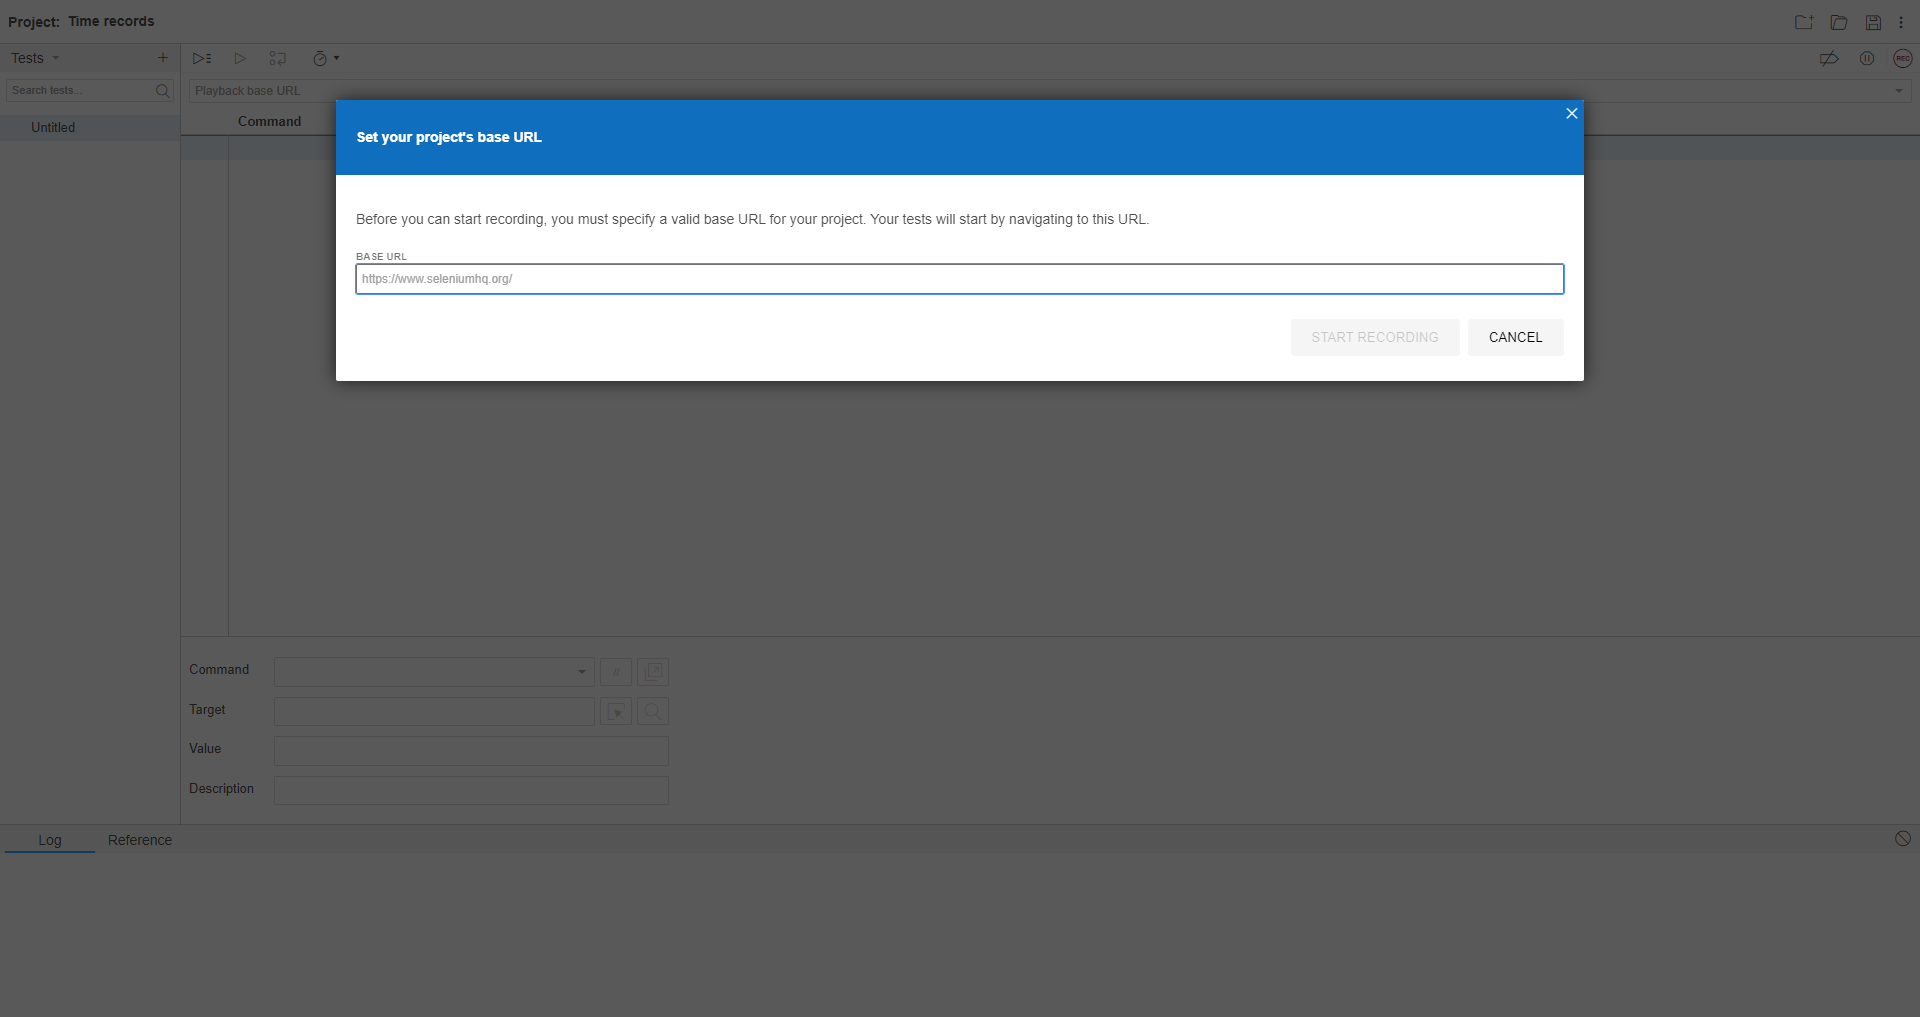 Project: Time records
Tests
Search tests...
Playback base URL
Untitled
Command
REC
Set your project's base URL
Before you can start recording, you must specify a valid base URL for your project. Your tests will start by navigating to this URL.
BASE URL
https://www.seleniumhq.org/
START RECORDING
CANCEL
Command
//
Target
Value
Description
Log
Reference